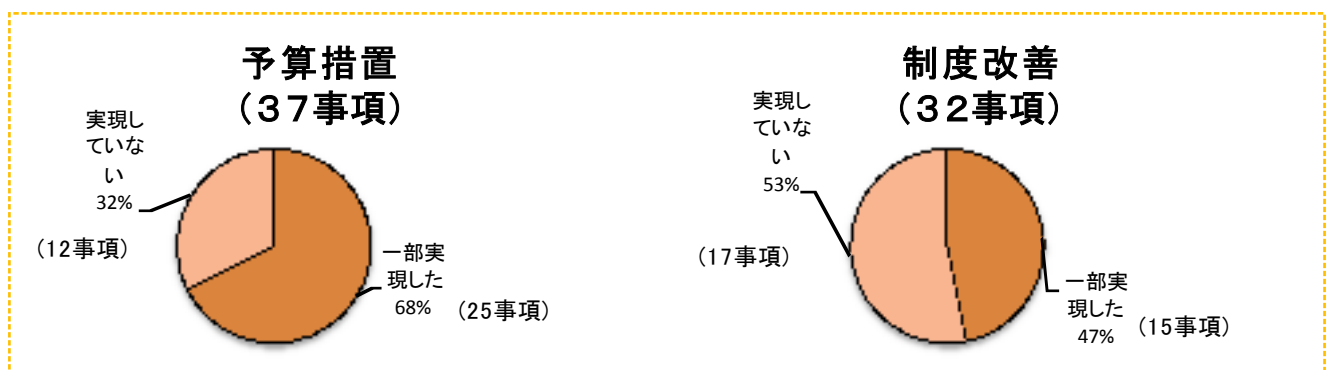 予算措置
（３７事項）
実現し
ていな
い
32%
（12事項）
一部実
現した
68%
（25事項）
制度改善
（３２事項）
実現し
ていな
い
53%
（17事項）
一部実
現した
47%
（15事項）